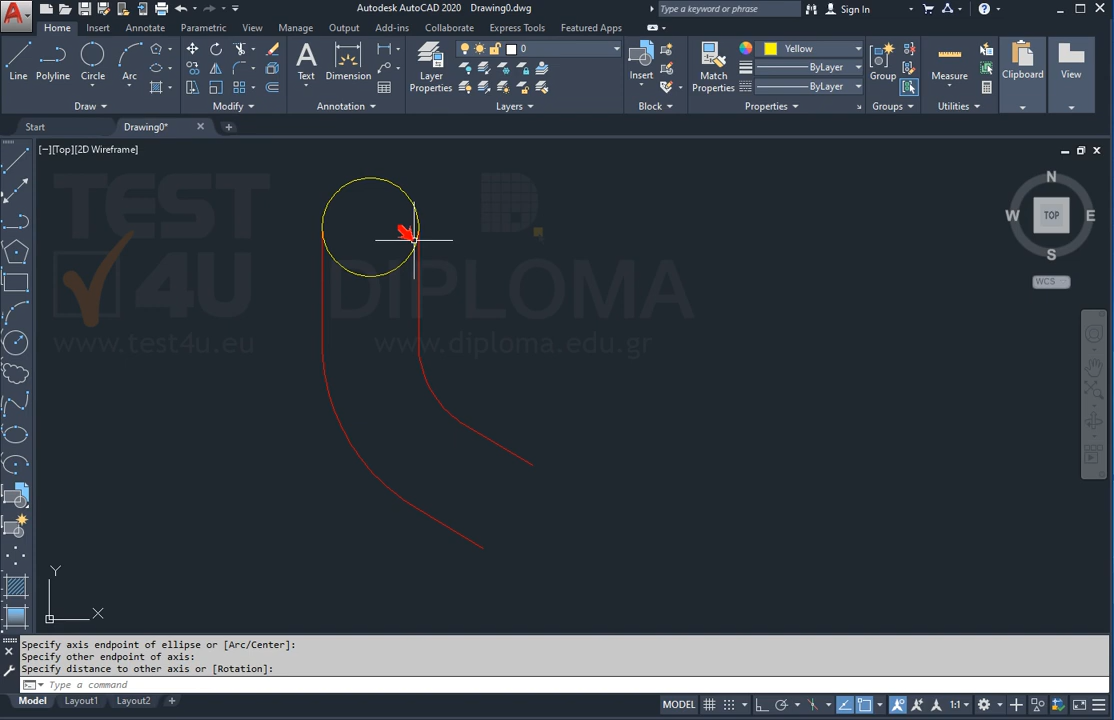 Autodesk AutoCAD 2020 Drawing0.dwg
Type a keyword or phrase
Sign In
Home Insert Annotate Parametric View Manage Output Add-ins Collaborate Express Tools Featured Apps
Line Polyline Circle Arc
Text Dimension
Layer Properties
0
Insert
Match Properties
Yellow
ByLayer
ByLayer
Group
Measure
Clipboard
View
Draw Modify Annotation Layers Block Properties Groups Utilities
Start Drawing0*
[−][Top][2D Wireframe]
TEST
4U
www.test4u.eu
D.
DIPLOMA
www.diploma.edu.gr
N
W TOP E
S
WCS
Y
X
Specify axis endpoint of ellipse or [Arc/Center]:
Specify other endpoint of axis:
Specify distance to other axis or [Rotation]:
Type a command
Model Layout1 Layout2
MODEL
1:1